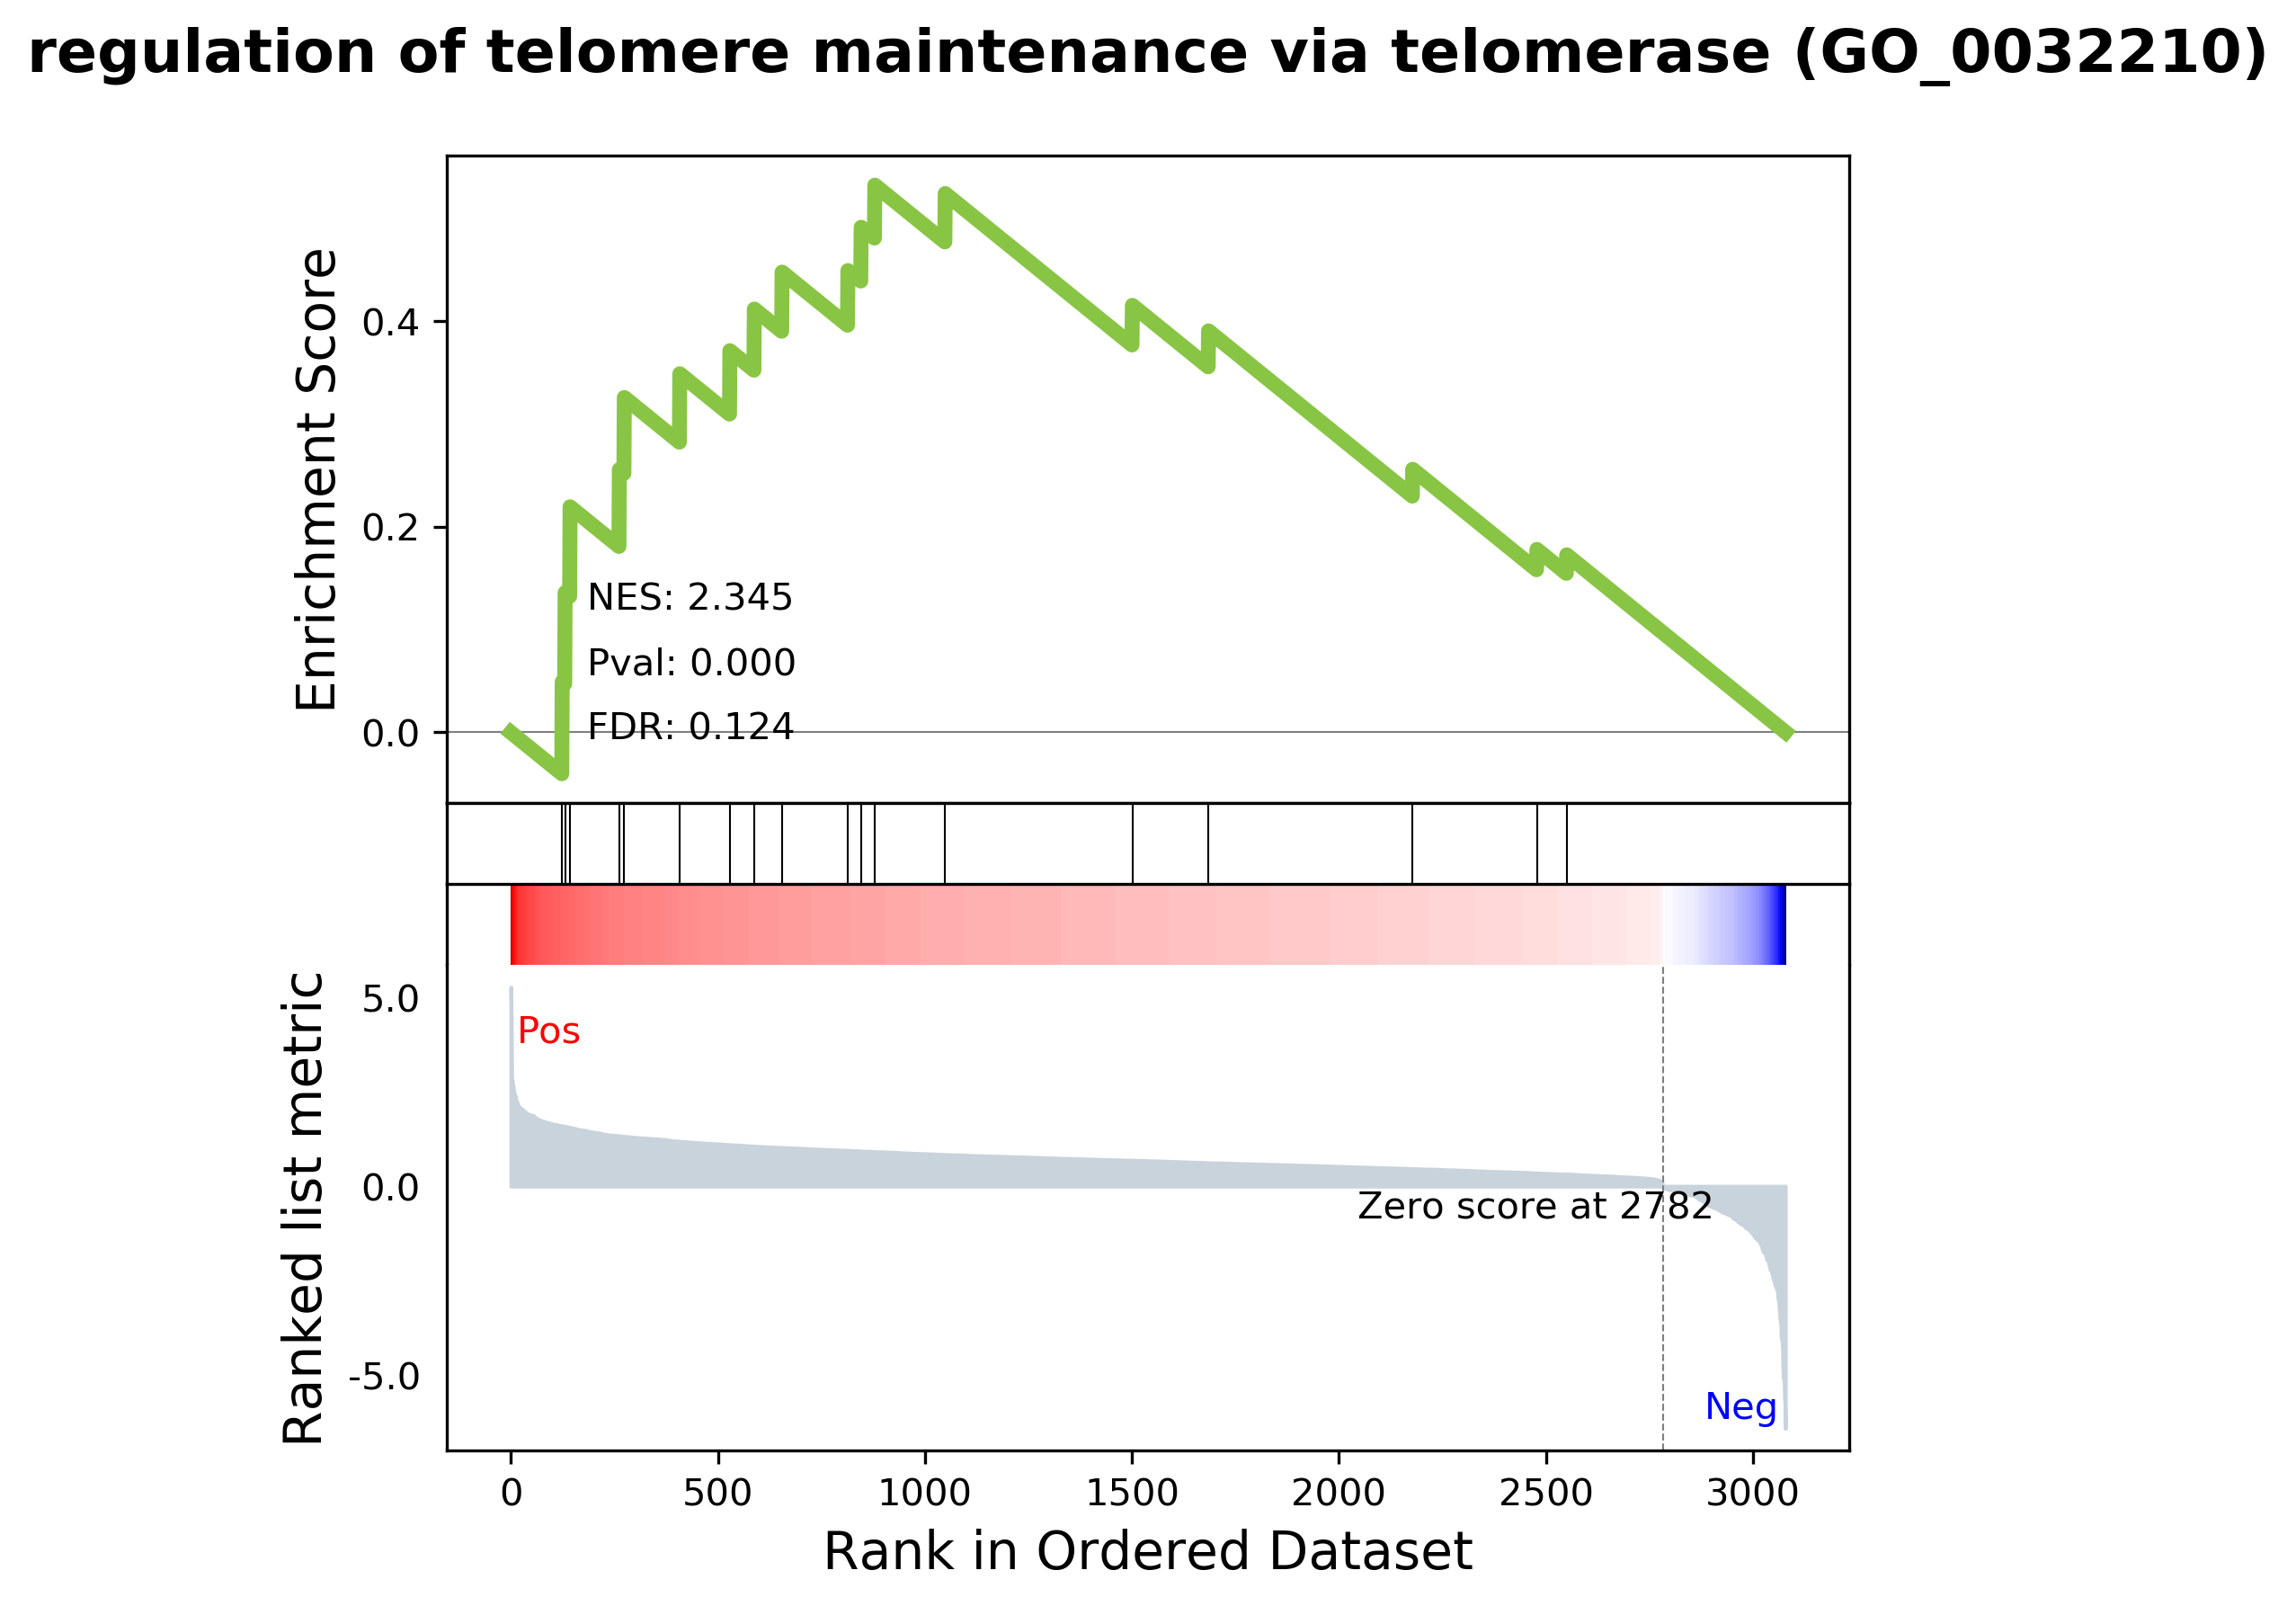 regulation of telomere maintenance via telomerase (GO_0032210)
Enrichment Score
0.4
0.2
0.0
NES: 2.345
Pval: 0.000
FDR: 0.124
Ranked list metric
5.0
0.0
-5.0
Pos
Zero score at 2782
Neg
0 500 1000 1500 2000 2500 3000
Rank in Ordered Dataset